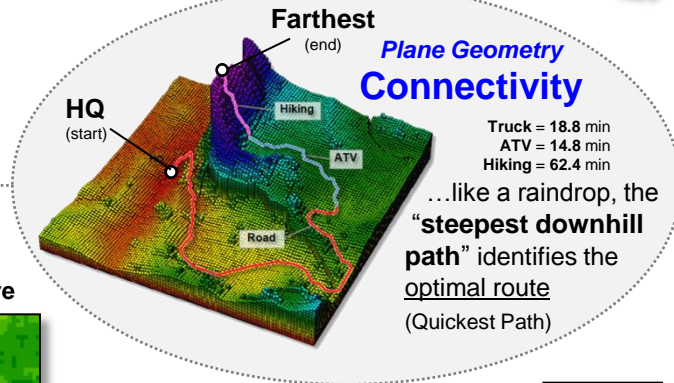 Farthest
(end)
Plane Geometry
Connectivity
HQ
(start)
Hiking
ATV
Road
Truck = 18.8 min
ATV = 14.8 min
Hiking = 62.4 min
…like a raindrop, the
“steepest downhill
path” identifies the
optimal route
(Quickest Path)